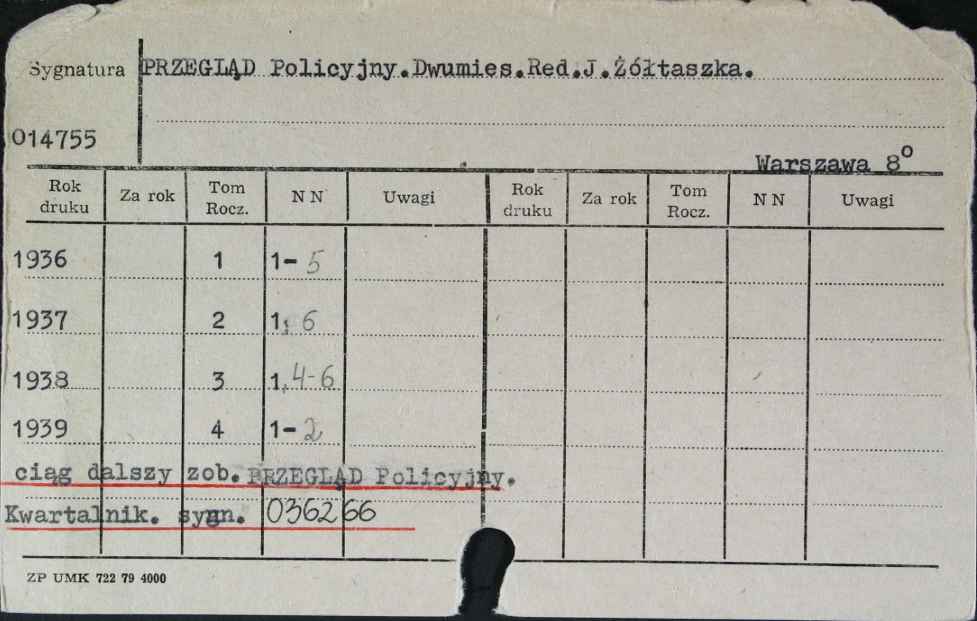 Sygnatura PRZEGLĄD Policyjny.Dwumies.Red.J.Żółtaszka.
014755
Warszawa 8°
Rok druku Za rok Tom Rocz. N N Uwagi Rok druku Za rok Tom Rocz. N N Uwagi
1936 1 1-5
1937 2 1, 6
1938 3 1, 4-6
1939 4 1-2
ciąg dalszy zob. PRZEGLĄD Policyjny.
Kwartalnik. sygn. 036266
ZP UMK 722 79 4000